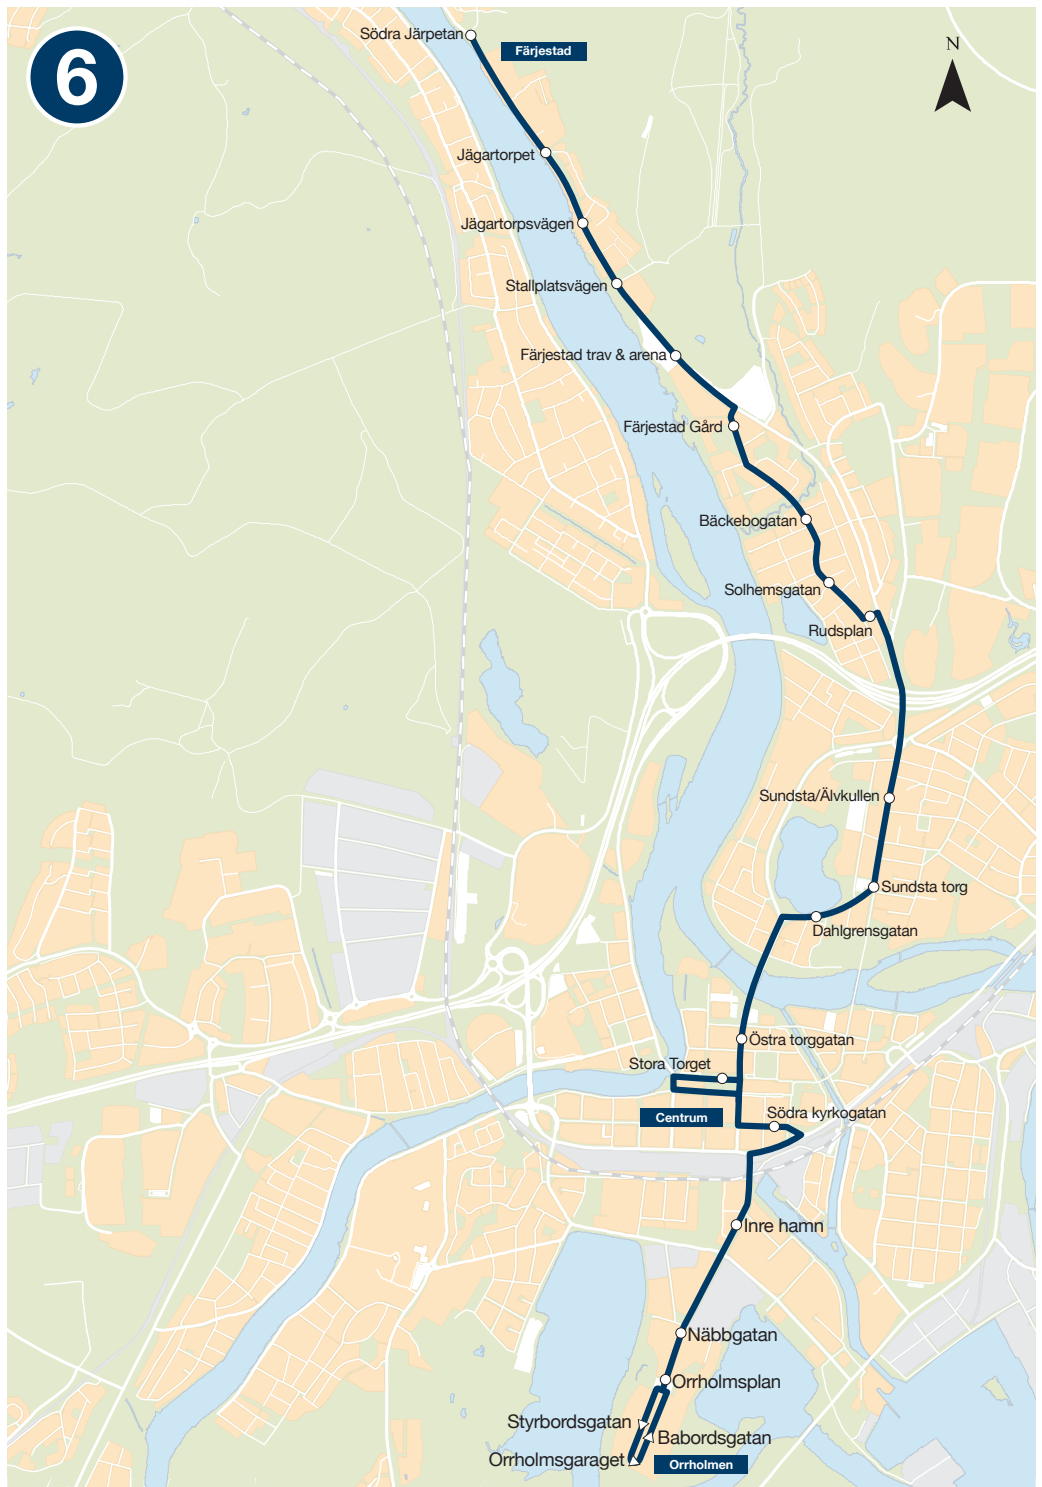 6
Södra Järpetan
Färjestad
N
Jägartorpet
Jägartorpsvägen
Stallplatsvägen
Färjestad trav & arena
Färjestad Gård
Bäckebogatan
Solhemsgatan
Rudsplan
Sundsta/Älvkullen
Sundsta torg
Dahlgrensgatan
Östra torggatan
Stora Torget
Centrum
Södra kyrkogatan
Inre hamn
Näbbgatan
Orrholmsplan
Styrbordsgatan
Babordsgatan
Orrholmsgaraget
Orrholmen